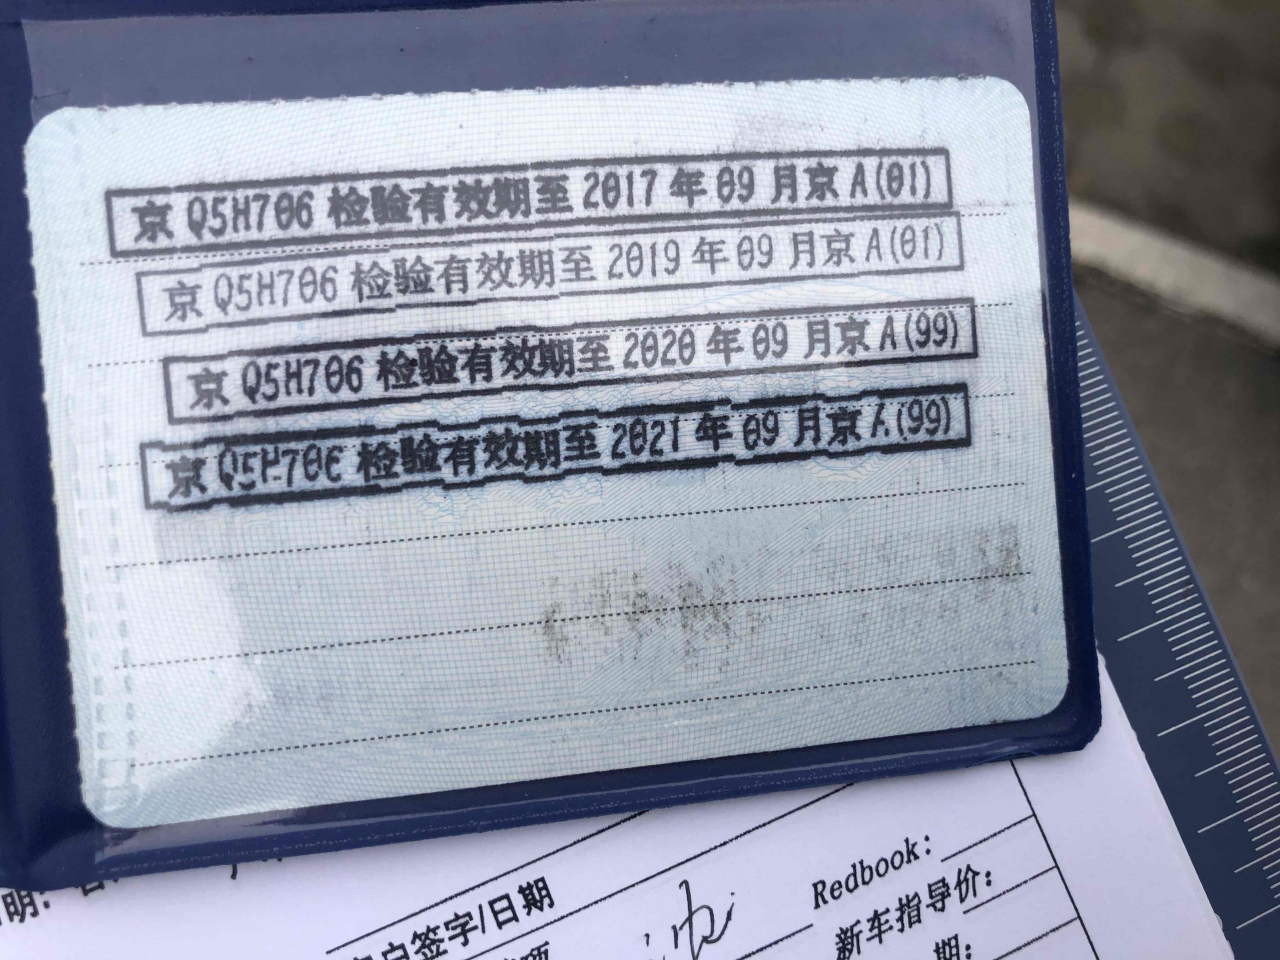 京 Q5H706 检验有效期至 2017 年 09 月京 A(01)
京 Q5H706 检验有效期至 2019 年 09 月京 A(01)
京 Q5H706 检验有效期至 2020 年 09 月京 A(99)
京 Q5H706 检验有效期至 2021 年 09 月京 A(99)
明:
签字/日期
Redbook:
新车指导价:
期: